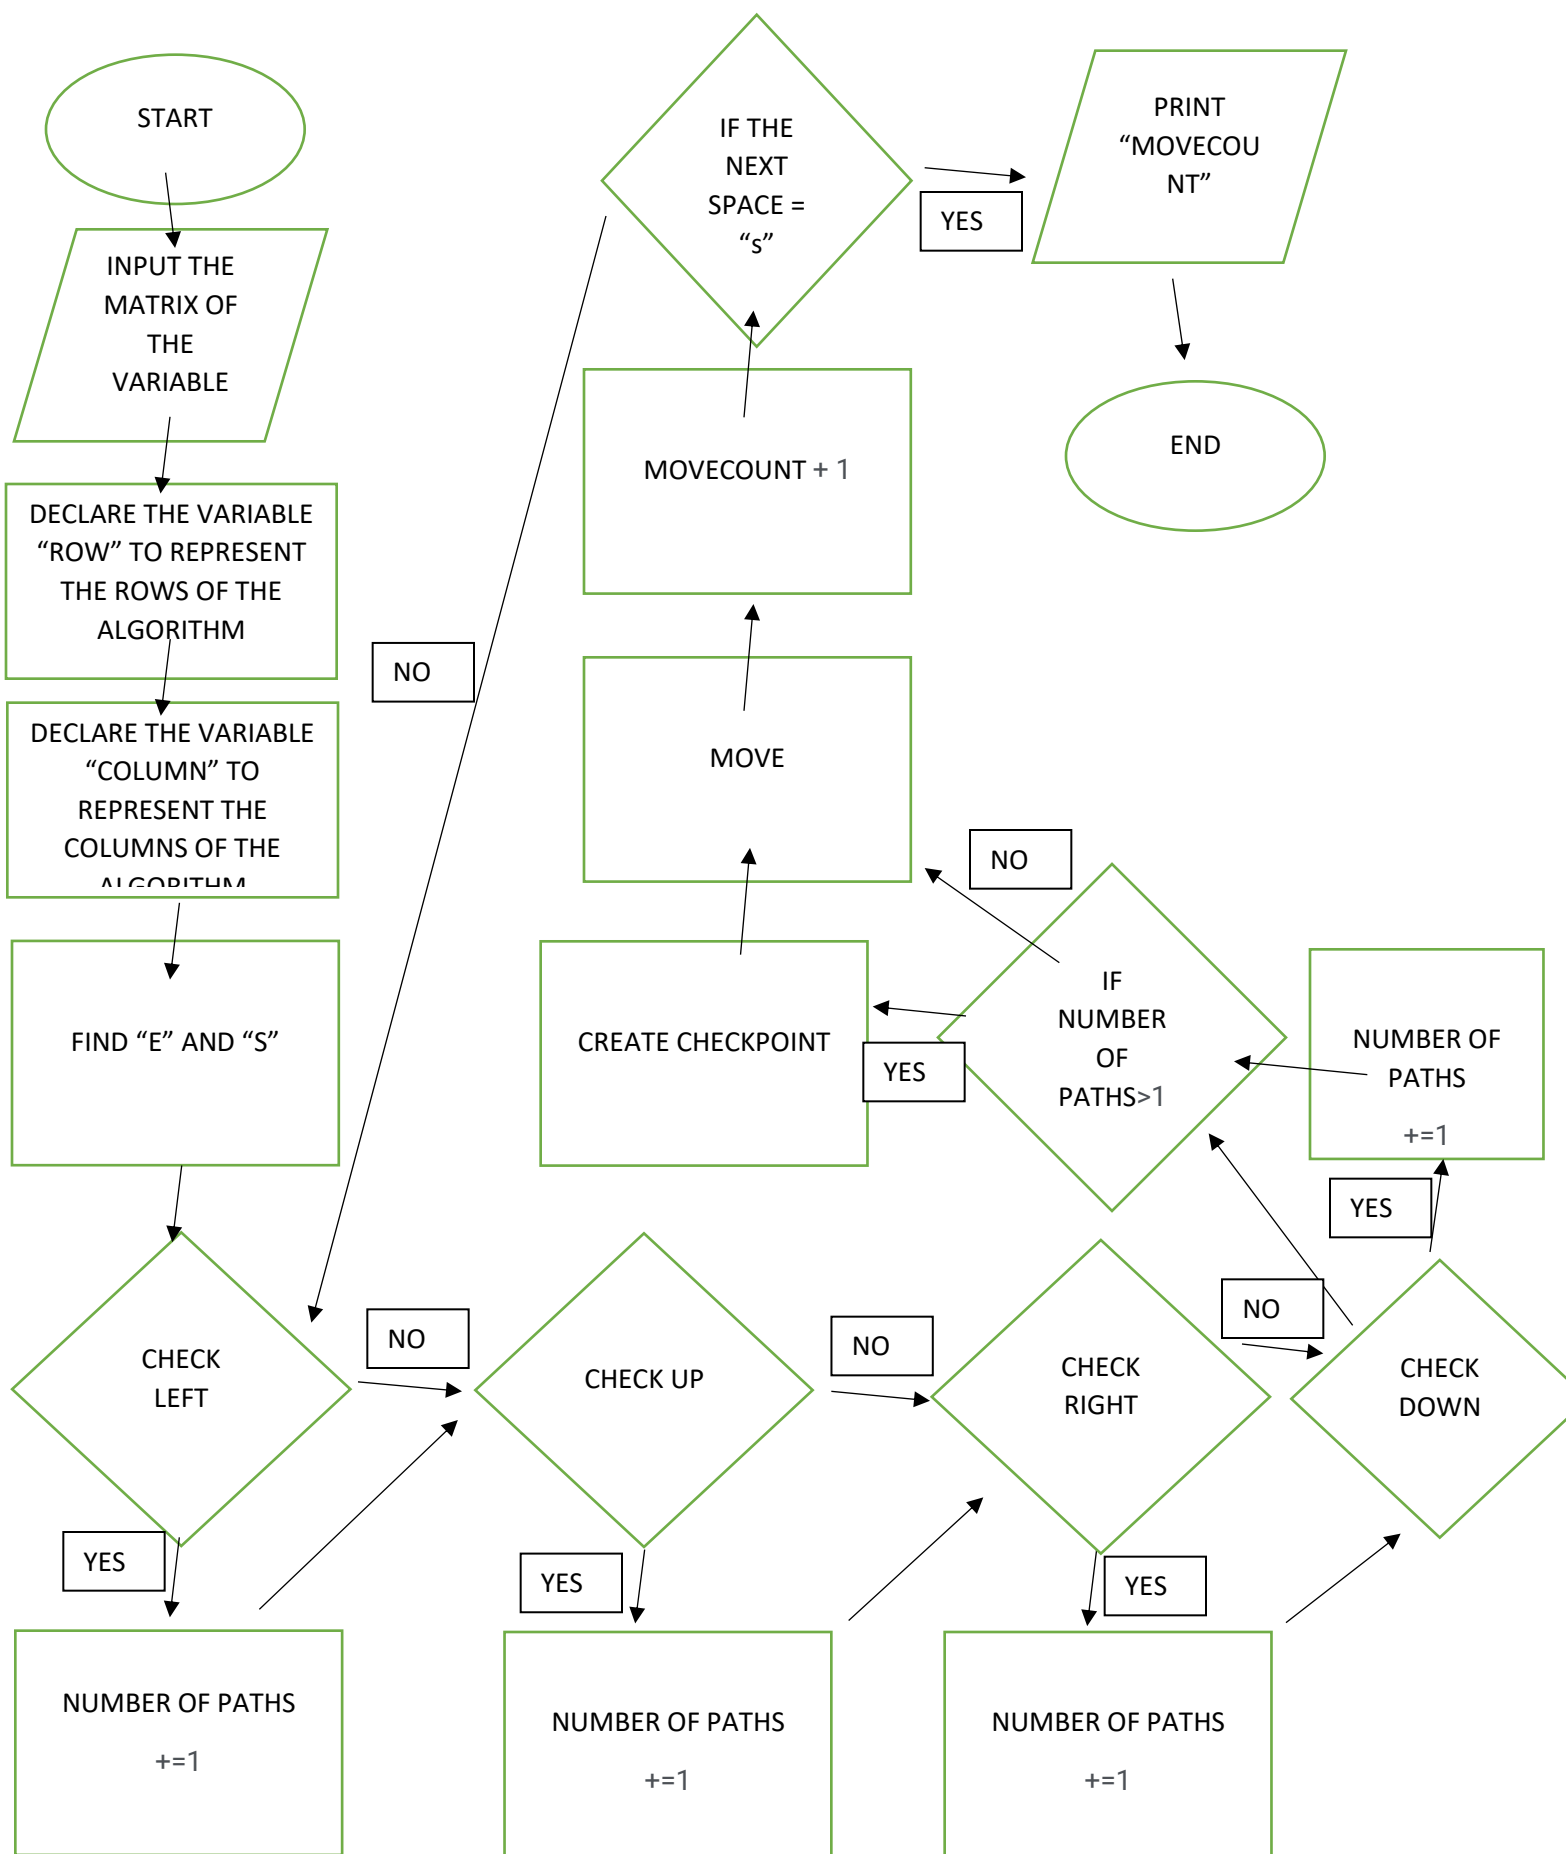 START
INPUT THE
MATRIX OF
THE
VARIABLE
DECLARE THE VARIABLE
“ROW” TO REPRESENT
THE ROWS OF THE
ALGORITHM
DECLARE THE VARIABLE
“COLUMN” TO
REPRESENT THE
COLUMNS OF THE
ALGORITHM
FIND “E” AND “S”
CHECK
LEFT
YES
NUMBER OF PATHS
+=1
NO
CHECK UP
YES
NUMBER OF PATHS
+=1
NO
CHECK
RIGHT
YES
NUMBER OF PATHS
+=1
NO
CHECK
DOWN
YES
NUMBER OF
PATHS
+=1
IF
NUMBER
OF
PATHS>1
YES
NO
CREATE CHECKPOINT
MOVE
MOVECOUNT + 1
IF THE
NEXT
SPACE =
“s”
NO
YES
PRINT
“MOVECOU
NT”
END